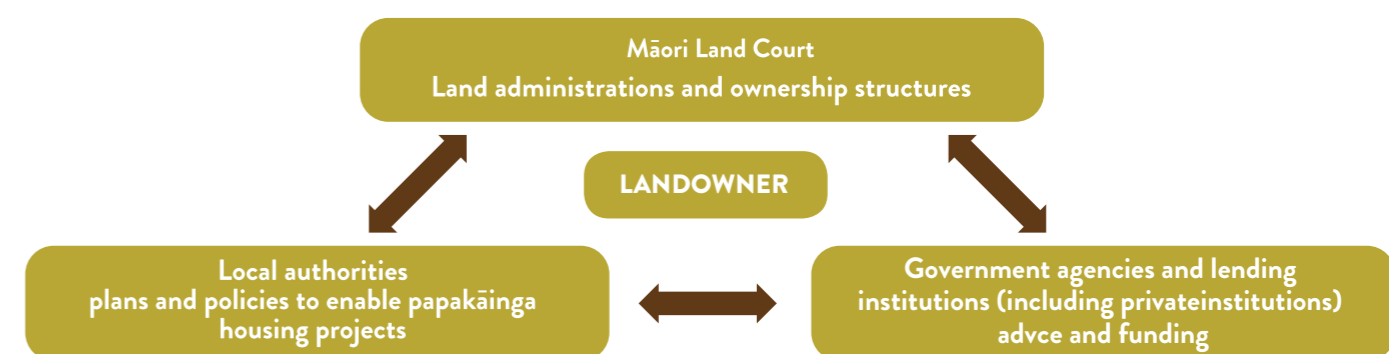 Māori Land Court
Land administrations and ownership structures
LANDOWNER
Local authorities
plans and policies to enable papakāinga
housing projects
Government agencies and lending
institutions (including privateinstitutions)
advce and funding